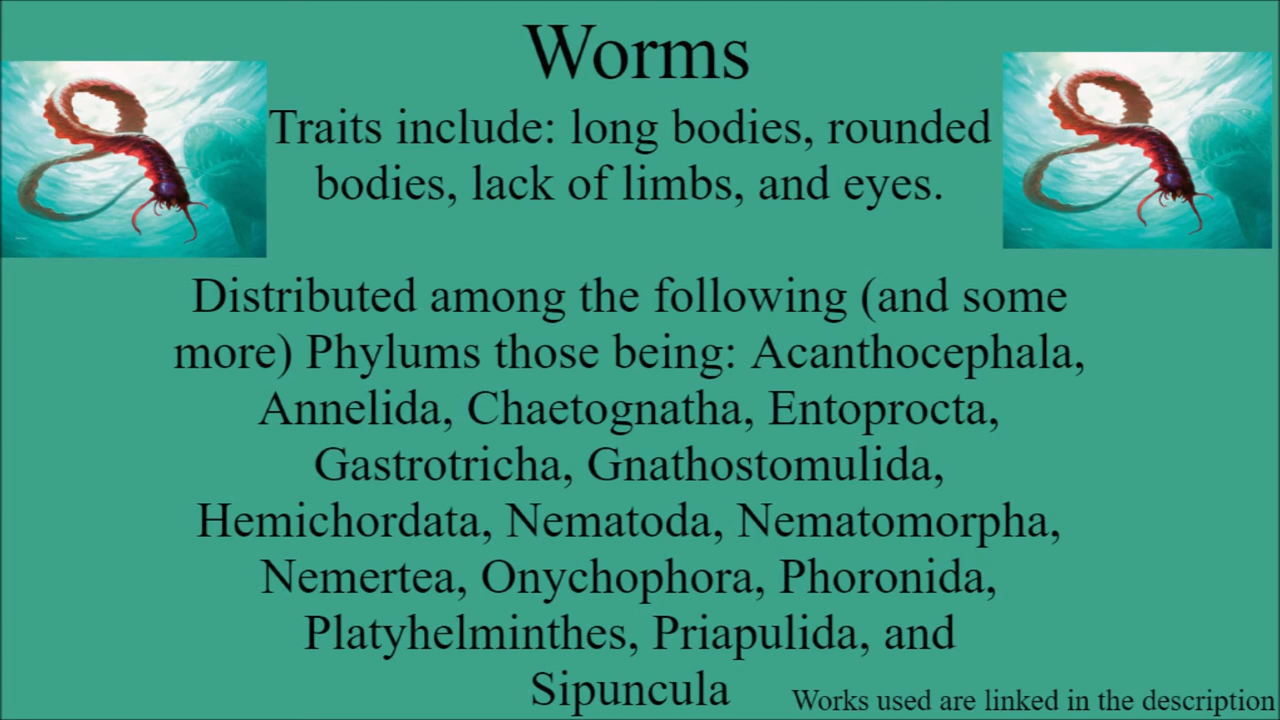 Worms
Traits include: long bodies, rounded
bodies, lack of limbs, and eyes.
Distributed among the following (and some
more) Phylums those being: Acanthocephala,
Annelida, Chaetognatha, Entoprocta,
Gastrotricha, Gnathostomulida,
Hemichordata, Nematoda, Nematomorpha,
Nemertea, Onychophora, Phoronida,
Platyhelminthes, Priapulida, and
Sipuncula
Works used are linked in the description